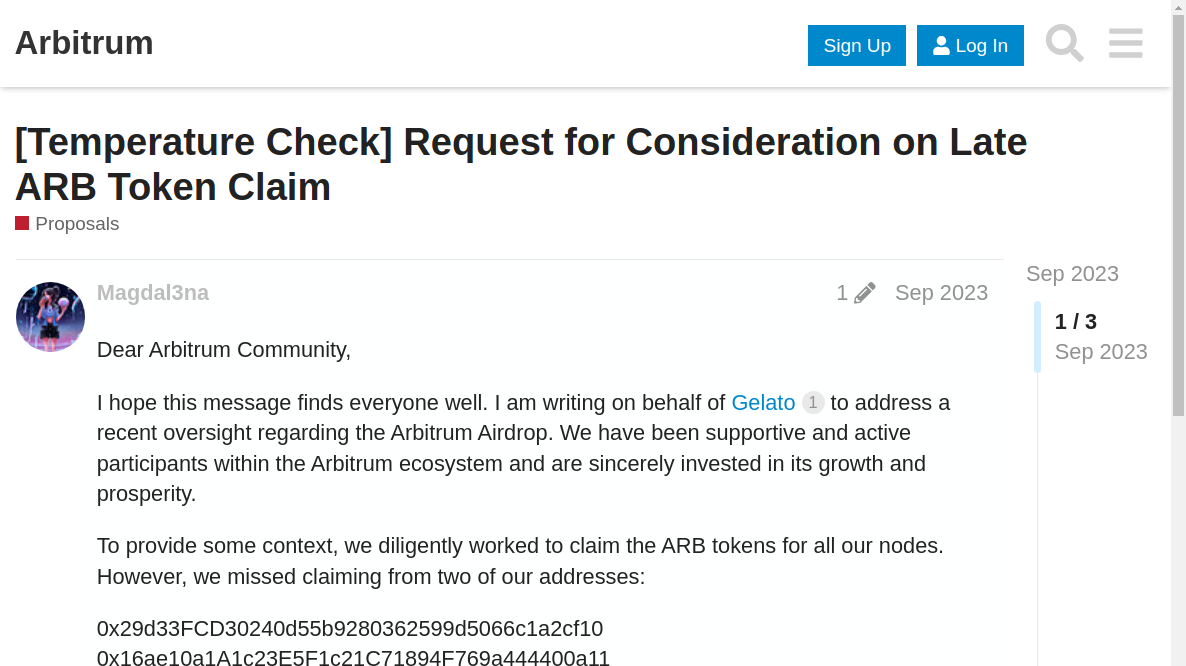 Arbitrum
Sign Up
Log In
[Temperature Check] Request for Consideration on Late
ARB Token Claim
Proposals
Magdal3na
1
Sep 2023
Sep 2023
1 / 3
Sep 2023
Dear Arbitrum Community,
I hope this message finds everyone well. I am writing on behalf of Gelato 1 to address a
recent oversight regarding the Arbitrum Airdrop. We have been supportive and active
participants within the Arbitrum ecosystem and are sincerely invested in its growth and
prosperity.
To provide some context, we diligently worked to claim the ARB tokens for all our nodes.
However, we missed claiming from two of our addresses:
0x29d33FCD30240d55b9280362599d5066c1a2cf10
0x16ae10a1A1c23E5F1c21C71894F769a444400a11